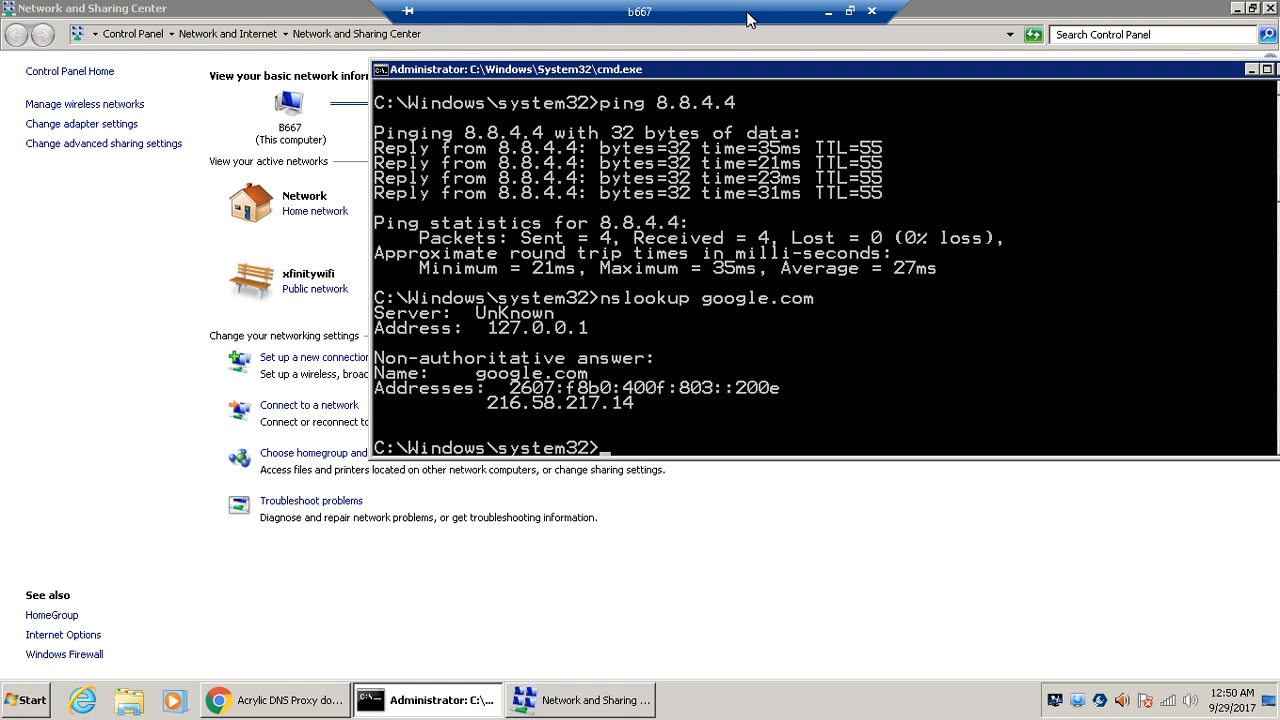 Network and Sharing Center
b667
Control Panel
Network and Internet
Network and Sharing Center
Search Control Panel
Control Panel Home
Manage wireless networks
Change adapter settings
Change advanced sharing settings
See also
HomeGroup
Internet Options
Windows Firewall
View your basic network infor
B667
(This computer)
View your active networks
Network
Home network
xfinitywifi
Public network
Change your networking settings
Set up a new connection
Set up a wireless, broad
Connect to a network
Connect or reconnect to
Choose homegroup and
Access files and printers located on other network computers, or change sharing settings.
Troubleshoot problems
Diagnose and repair network problems, or get troubleshooting information.
Administrator: C:\Windows\System32\cmd.exe
C:\Windows\system32>ping 8.8.4.4
Pinging 8.8.4.4 with 32 bytes of data:
Reply from 8.8.4.4: bytes=32 time=35ms TTL=55
Reply from 8.8.4.4: bytes=32 time=21ms TTL=55
Reply from 8.8.4.4: bytes=32 time=23ms TTL=55
Reply from 8.8.4.4: bytes=32 time=31ms TTL=55
Ping statistics for 8.8.4.4:
Packets: Sent = 4, Received = 4, Lost = 0 (0% loss),
Approximate round trip times in milli-seconds:
Minimum = 21ms, Maximum = 35ms, Average = 27ms
C:\Windows\system32>nslookup google.com
Server: UnKnown
Address: 127.0.0.1
Non-authoritative answer:
Name: google.com
Addresses: 2607:f8b0:400f:803::200e
216.58.217.14
C:\Windows\system32>_
Start
Acrylic DNS Proxy do...
Administrator: C:\...
Network and Sharing ...
12:50 AM
9/29/2017